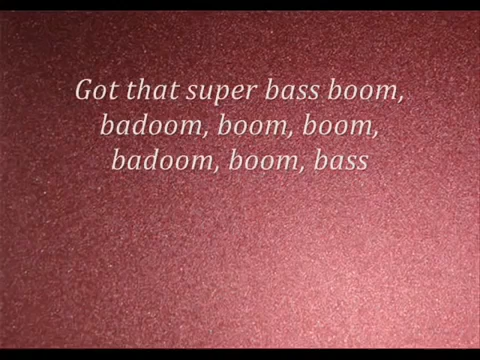 Got that super bass boom,
badoom, boom, boom,
badoom, boom, bass